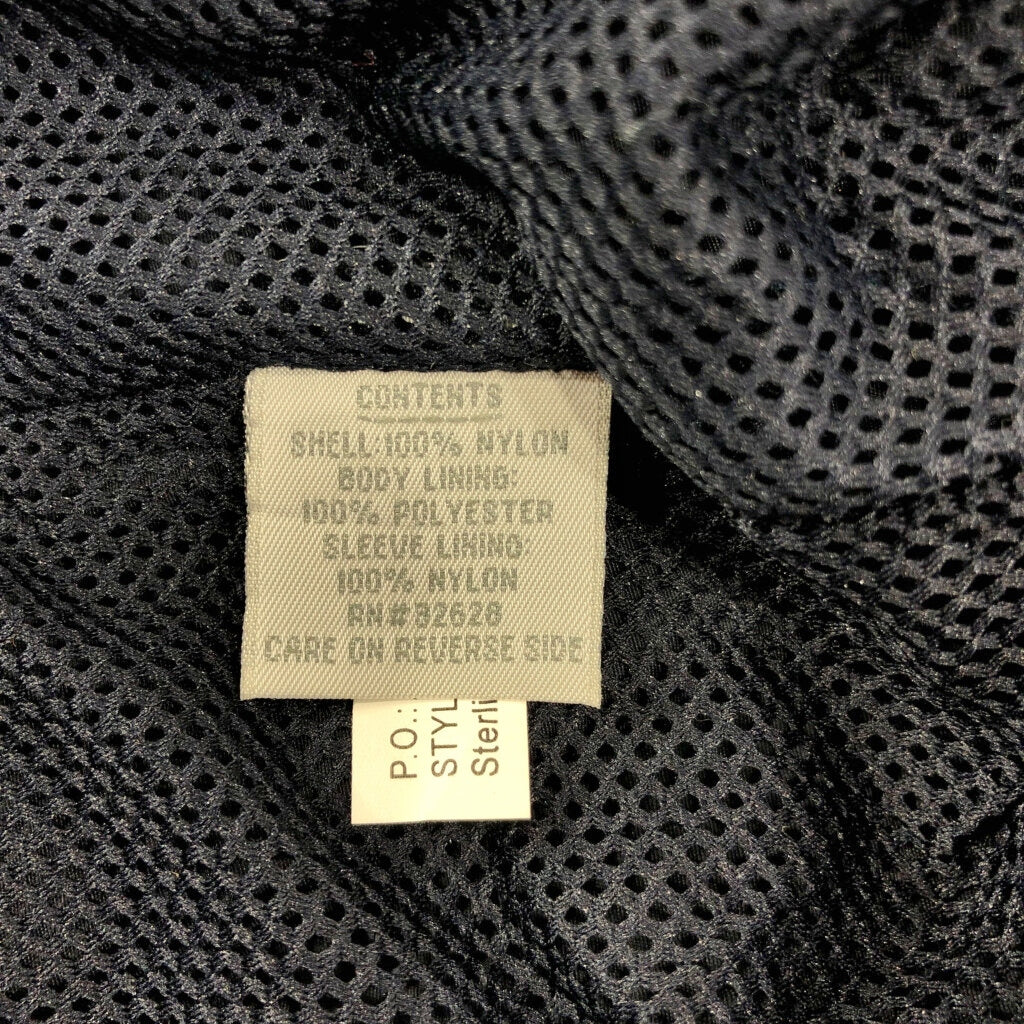 CONTENTS
SHELL:100% NYLON
BODY LINING:
100% POLYESTER
SLEEVE LINING:
100% NYLON
RN#82628
CARE ON REVERSE SIDE
P.O.:
STYL
Sterli